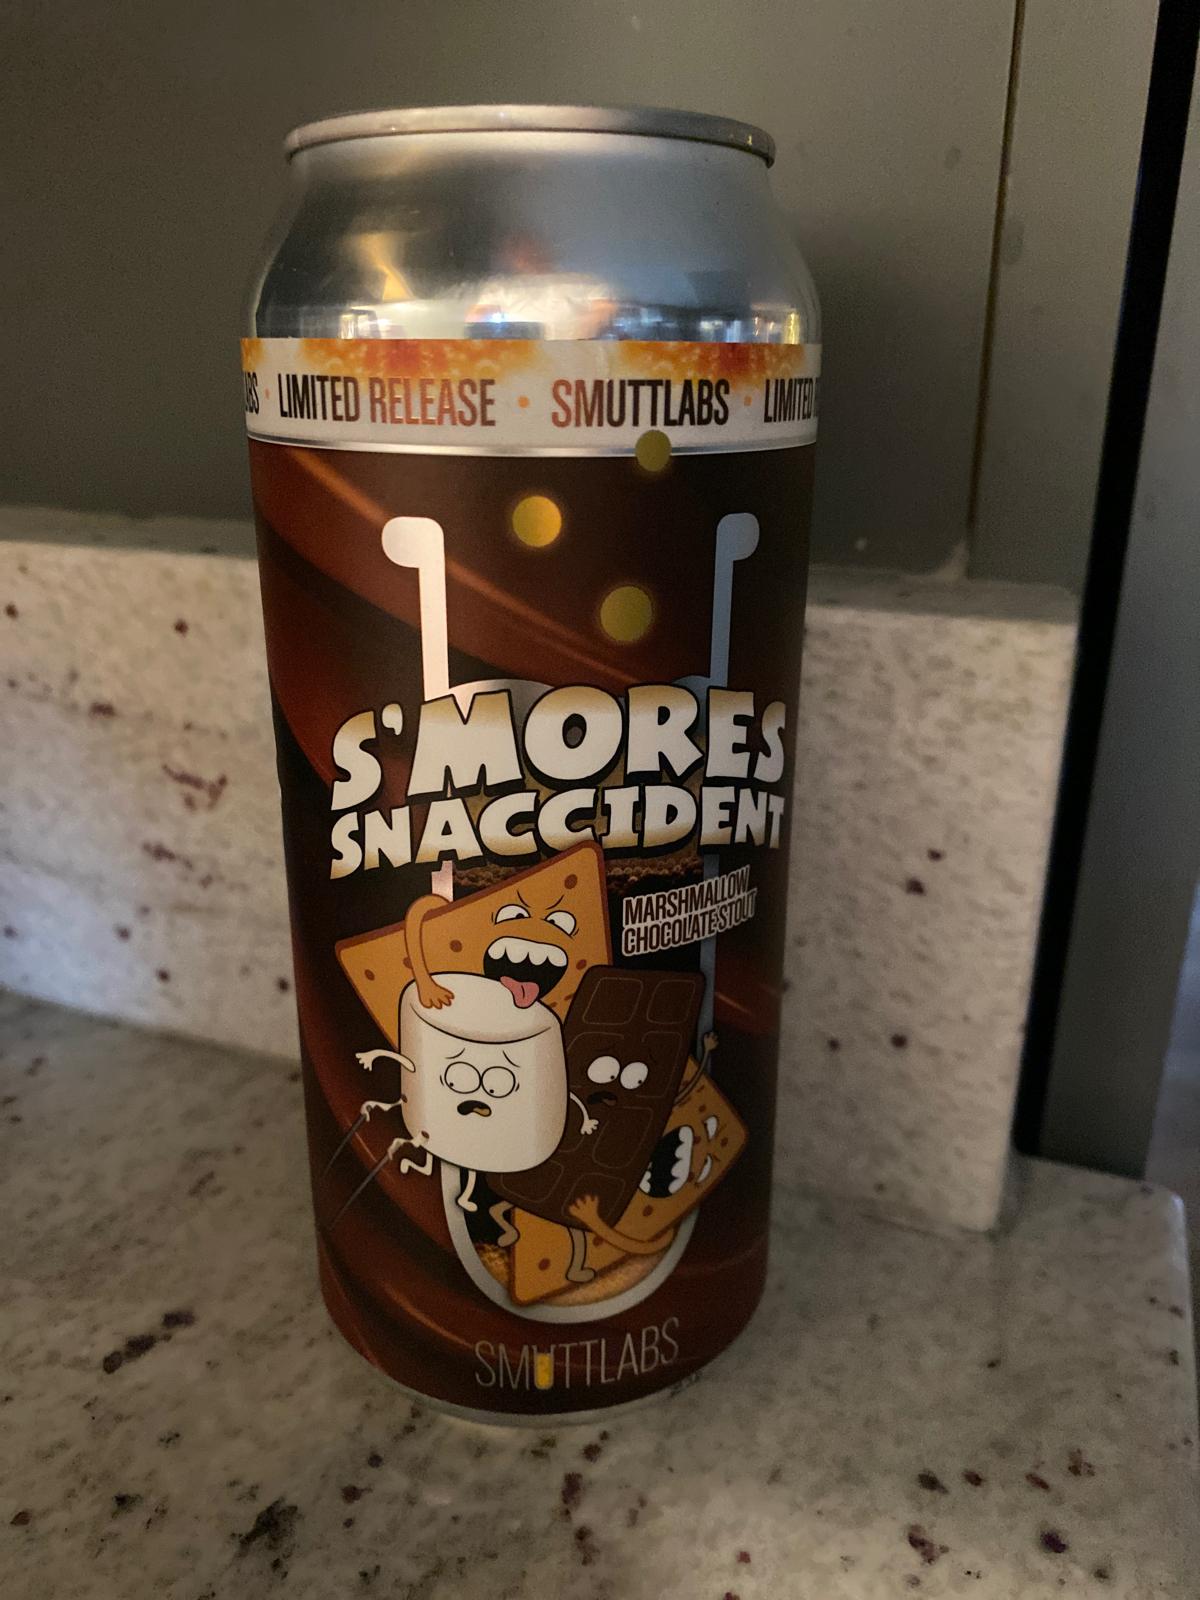 LIMITED RELEASE • SMUTTLABS • LIMITED
S'MORES
SNACCIDENT
MARSHMALLOW
CHOCOLATE STOUT
SMUTTLABS